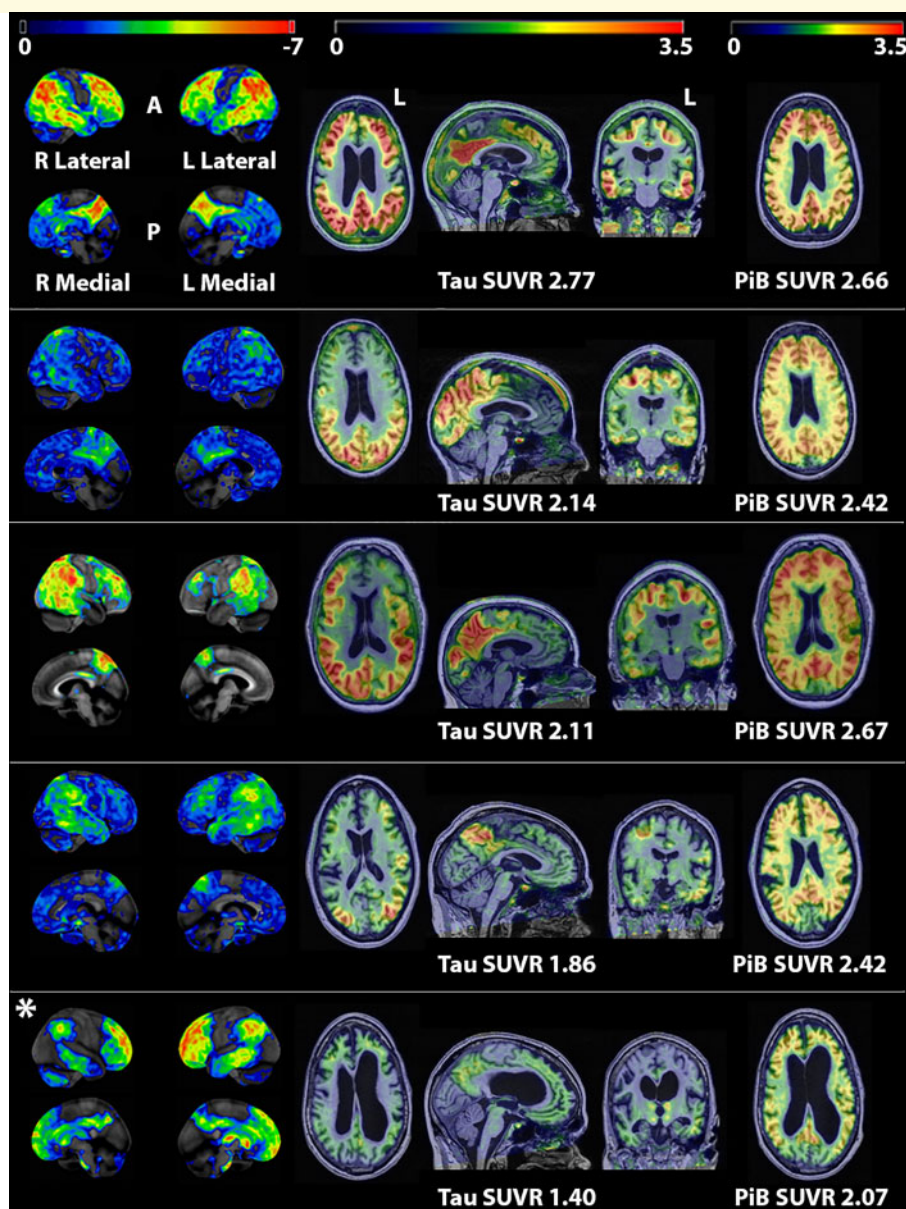 0 -7 0 3.5 0 3.5
L L
A
R Lateral L Lateral
P
R Medial L Medial
Tau SUVR 2.77 PiB SUVR 2.66
Tau SUVR 2.14 PiB SUVR 2.42
Tau SUVR 2.11 PiB SUVR 2.67
Tau SUVR 1.86 PiB SUVR 2.42
*
Tau SUVR 1.40 PiB SUVR 2.07